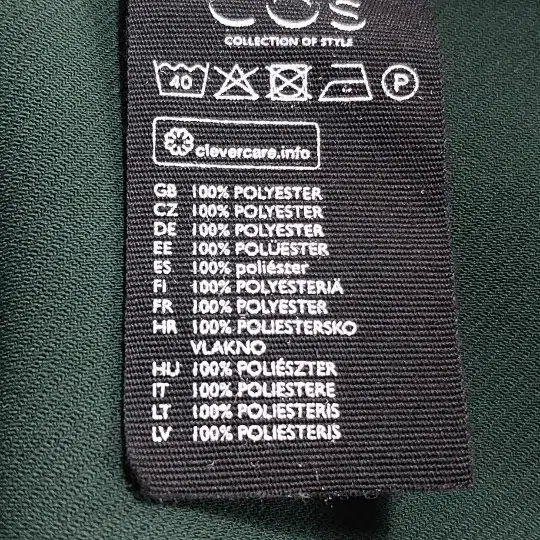 COS
COLLECTION OF STYLE
40 P
clevercare.info
GB 100% POLYESTER
CZ 100% POLYESTER
DE 100% POLYESTER
EE 100% POLÜESTER
ES 100% poliéster
FI 100% POLYESTERIÄ
FR 100% POLYESTER
HR 100% POLIESTERSKO
VLAKNO
HU 100% POLIÉSZTER
IT 100% POLIESTERE
LT 100% POLIESTERIS
LV 100% POLIESTERIS